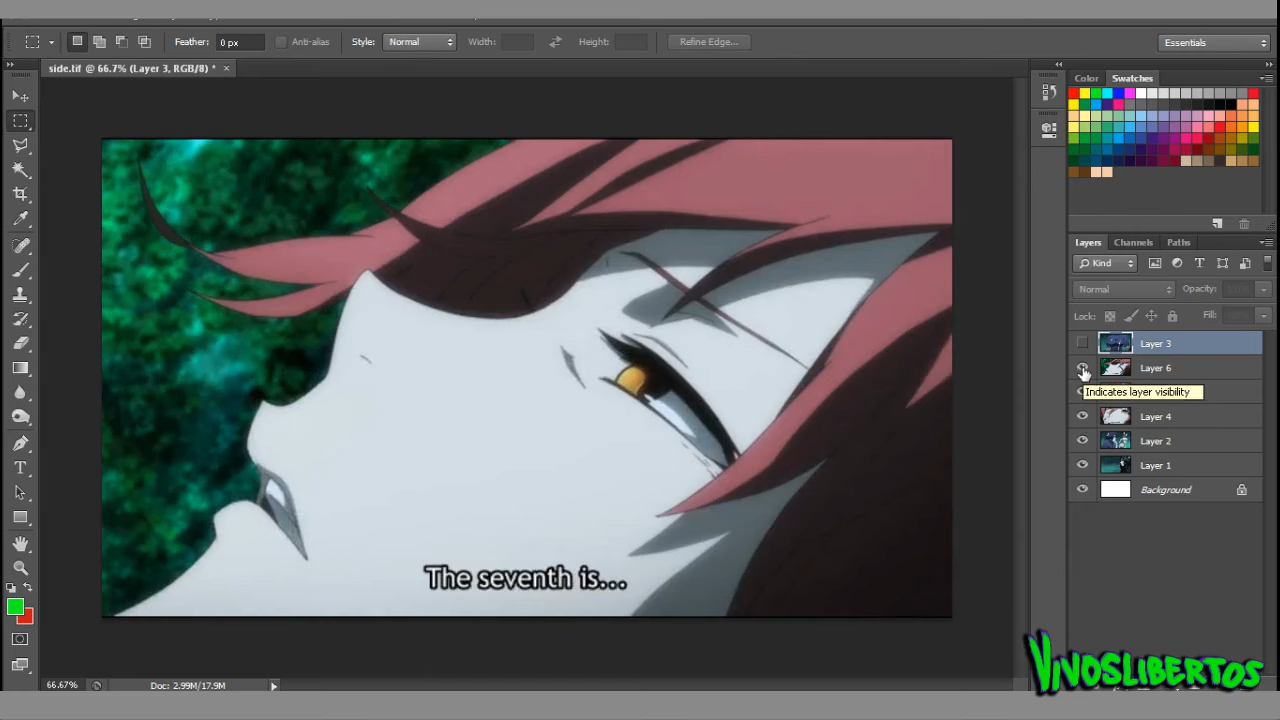 Feather: 0 px Anti-alias Style: Normal Width: Height: Refine Edge... Essentials
side.tif @ 66.7% (Layer 3, RGB/8) * ×
Color Swatches
Layers Channels Paths
Kind
Normal Opacity:
Lock: Fill:
Layer 3
Layer 6
Indicates layer visibility
Layer 4
Layer 2
Layer 1
Background
The seventh is...
66.67% Doc: 2.99M/17.9M
VIVOSLIBERTOS